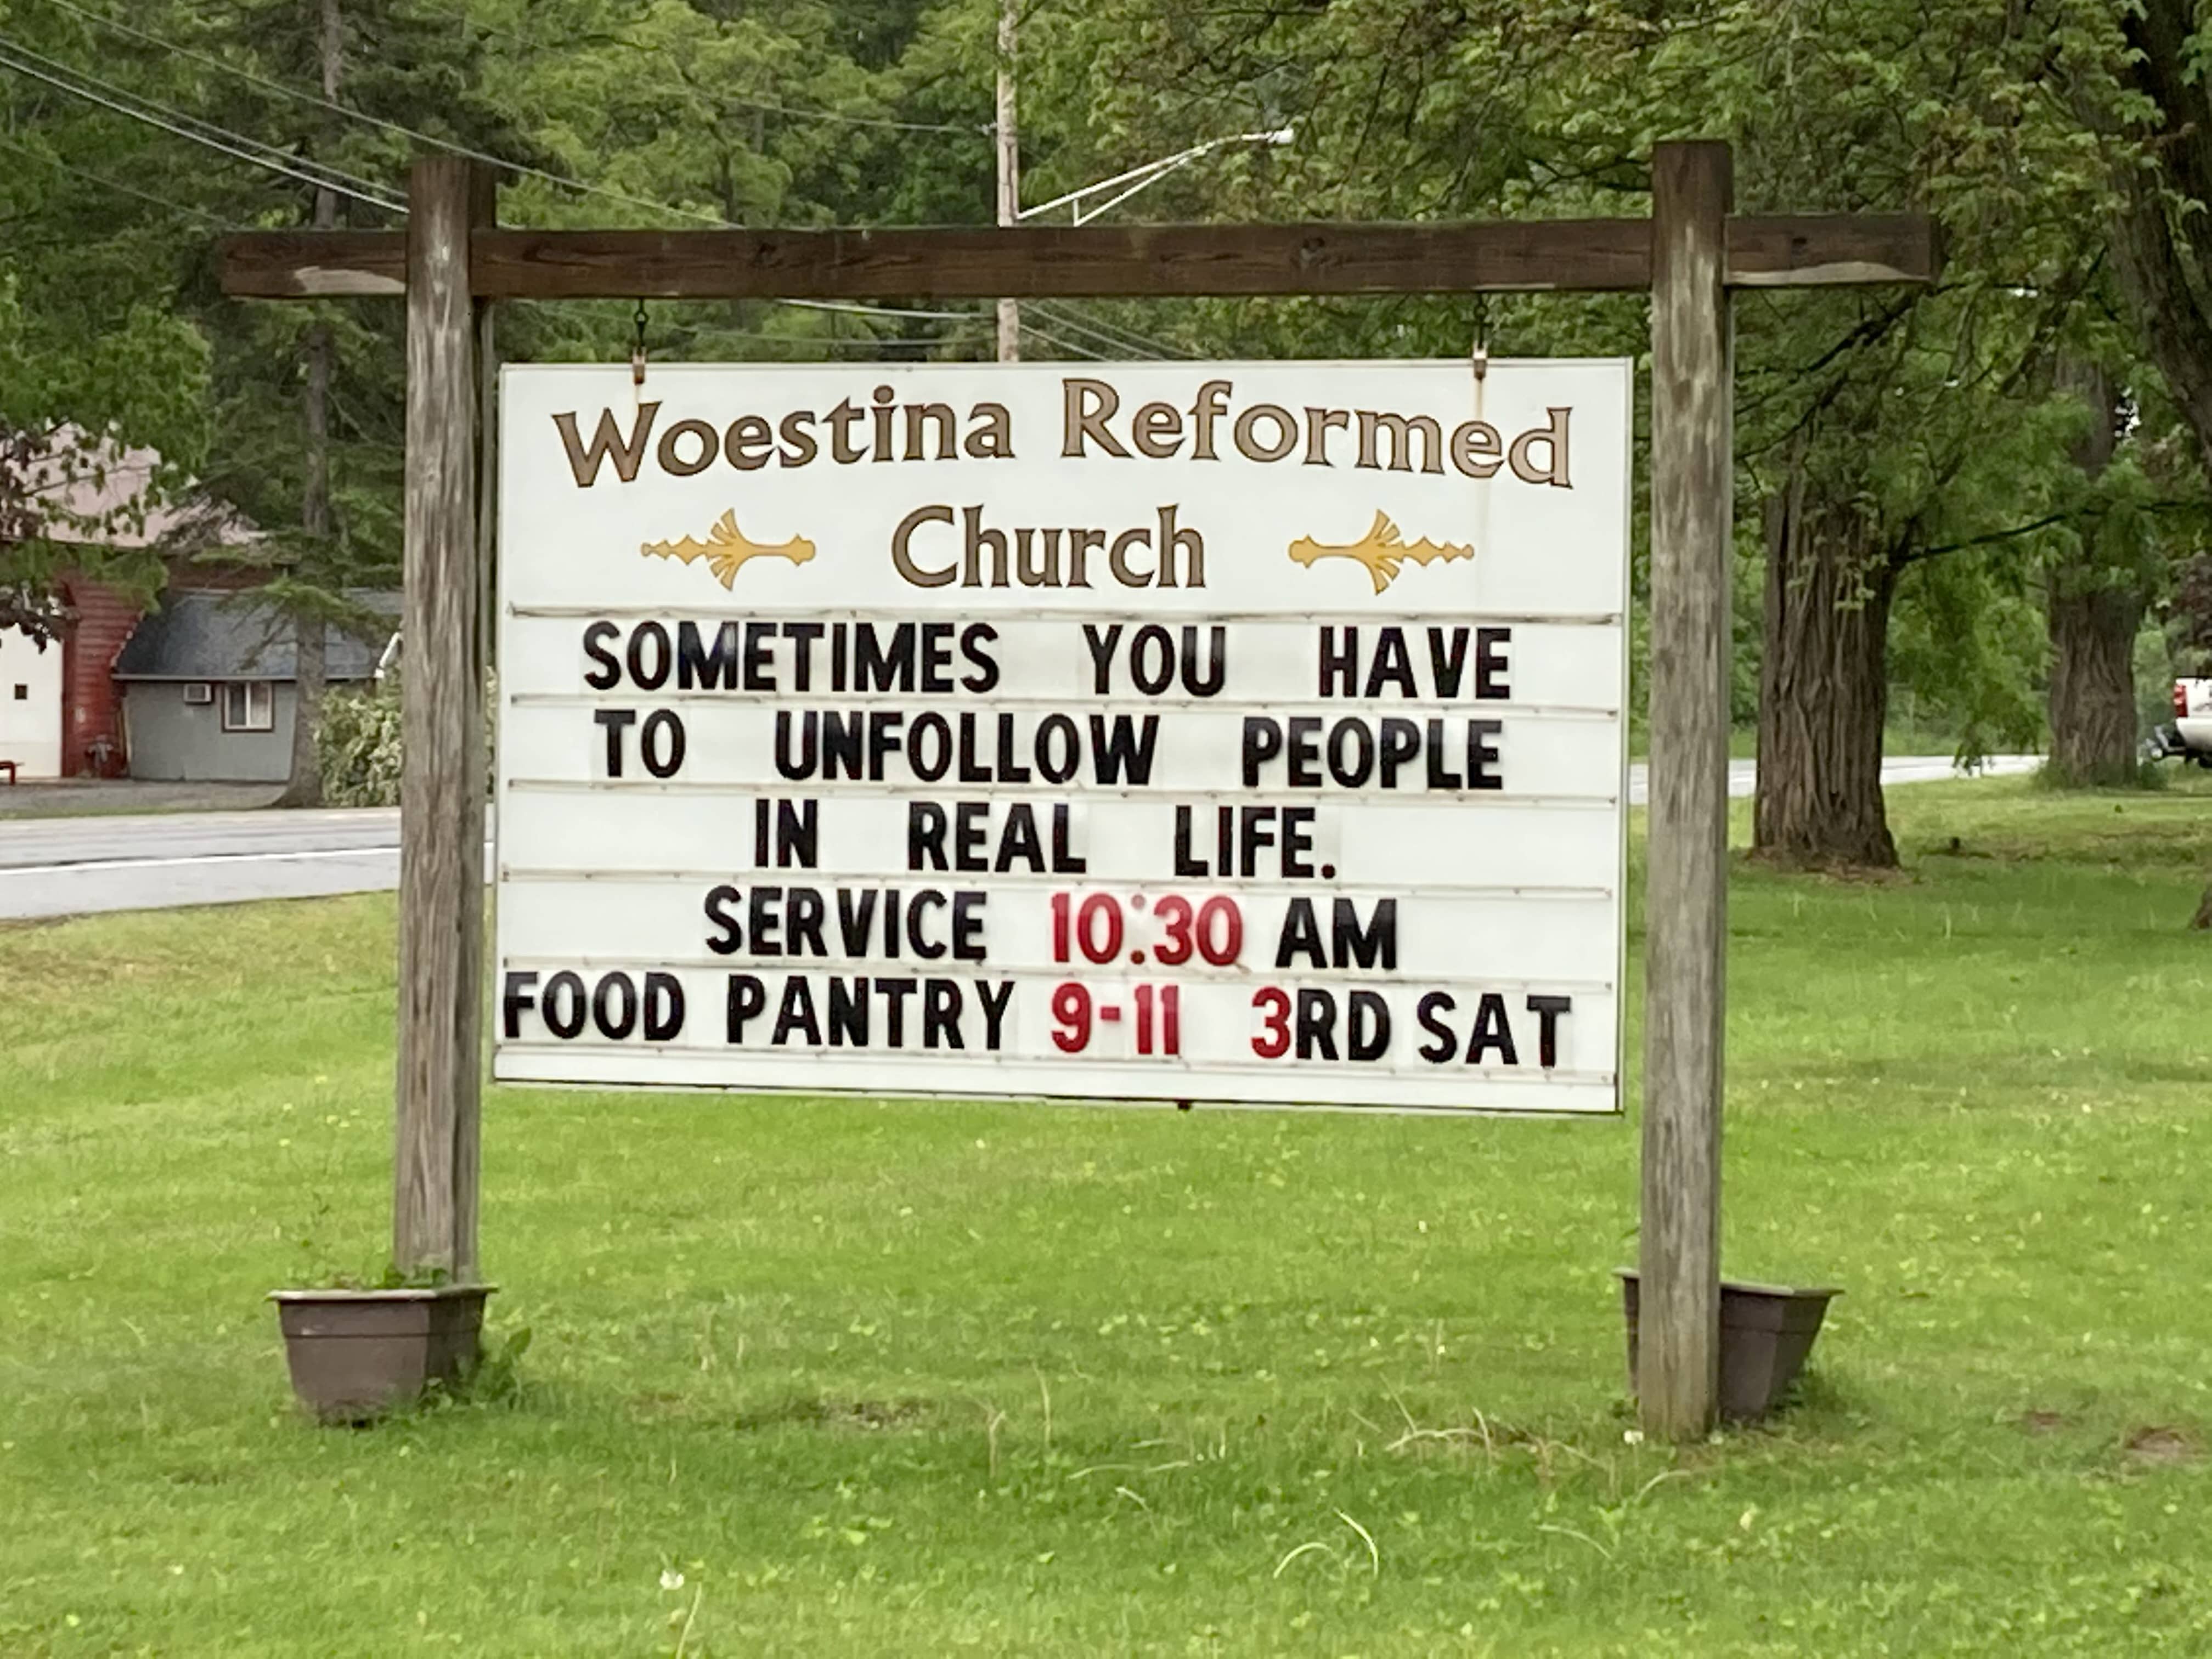 Woestina Reformed
Church
SOMETIMES YOU HAVE
TO UNFOLLOW PEOPLE
IN REAL LIFE.
SERVICE 10:30 AM
FOOD PANTRY 9-11 3RD SAT